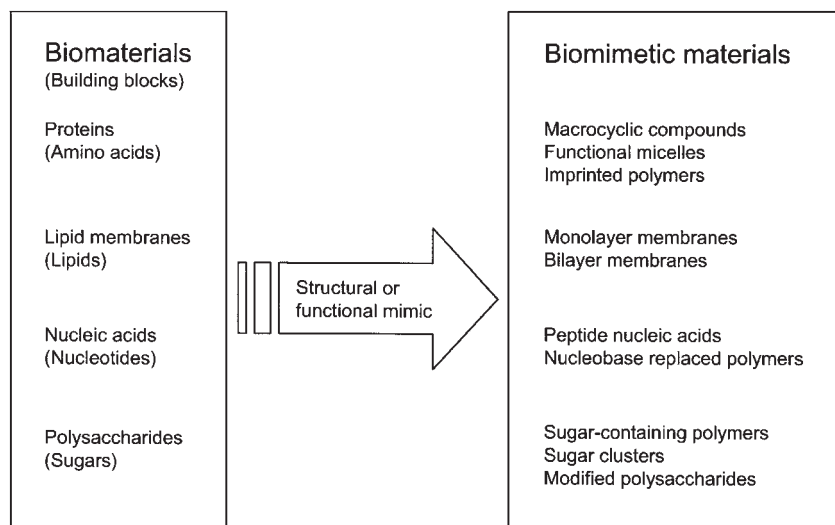 Biomaterials
(Building blocks)
Proteins
(Amino acids)
Lipid membranes
(Lipids)
Nucleic acids
(Nucleotides)
Polysaccharides
(Sugars)
Structural or
functional mimic
Biomimetic materials
Macrocyclic compounds
Functional micelles
Imprinted polymers
Monolayer membranes
Bilayer membranes
Peptide nucleic acids
Nucleobase replaced polymers
Sugar-containing polymers
Sugar clusters
Modified polysaccharides